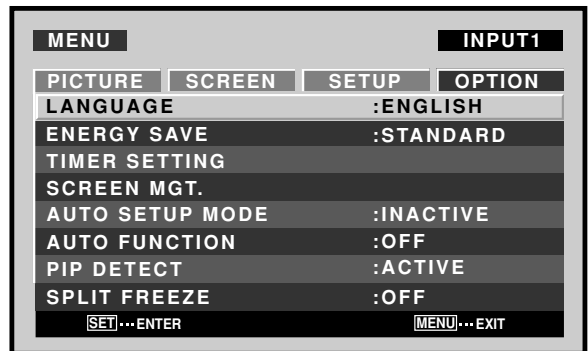 MENU INPUT1
PICTURE SCREEN SETUP OPTION
LANGUAGE :ENGLISH
ENERGY SAVE :STANDARD
TIMER SETTING
SCREEN MGT.
AUTO SETUP MODE :INACTIVE
AUTO FUNCTION :OFF
PIP DETECT :ACTIVE
SPLIT FREEZE :OFF
SET···ENTER MENU···EXIT